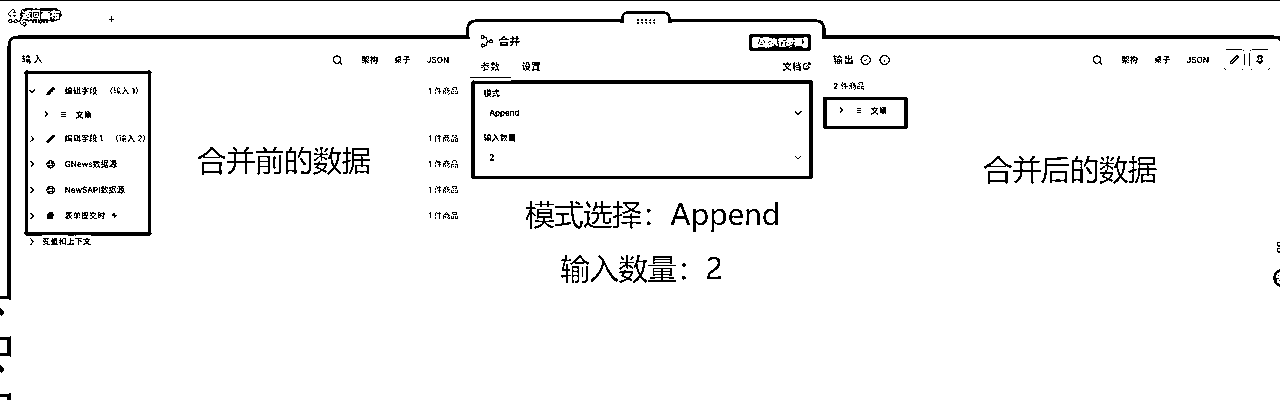 返回画布
+
输入
架构 桌子 JSON
编辑字段 (输入 1) 1 件商品
文章
编辑字段 1 (输入 2) 1 件商品
GNews数据源 1 件商品
NewSAPI数据源 1 件商品
表单提交时 1 件商品
变量和上下文
合并前的数据
合并
参数 设置 文档
模式
Append
输入数量
2
模式选择：Append
输入数量：2
输出
架构 桌子 JSON
2 件商品
文章
合并后的数据